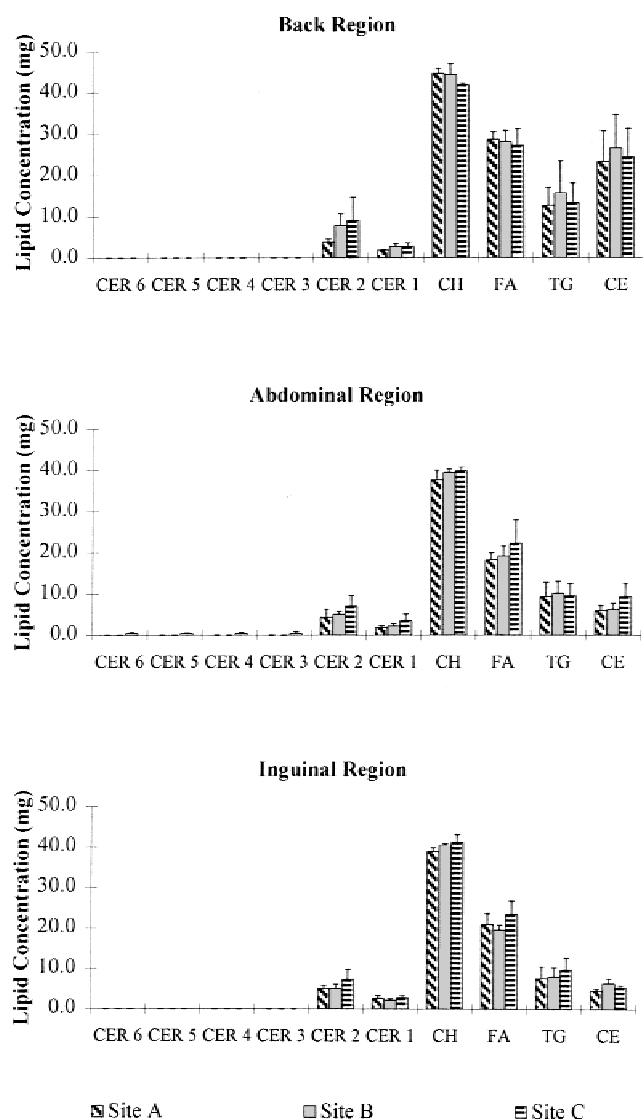 Back Region
Lipid Concentration (mg)
50.0
40.0
30.0
20.0
10.0
0.0
CER 6 CER 5 CER 4 CER 3 CER 2 CER 1 CH FA TG CE
Abdominal Region
Lipid Concentration (mg)
50.0
40.0
30.0
20.0
10.0
0.0
CER 6 CER 5 CER 4 CER 3 CER 2 CER 1 CH FA TG CE
Inguinal Region
Lipid Concentration (mg)
50.0
40.0
30.0
20.0
10.0
0.0
CER 6 CER 5 CER 4 CER 3 CER 2 CER 1 CH FA TG CE
Site A Site B Site C